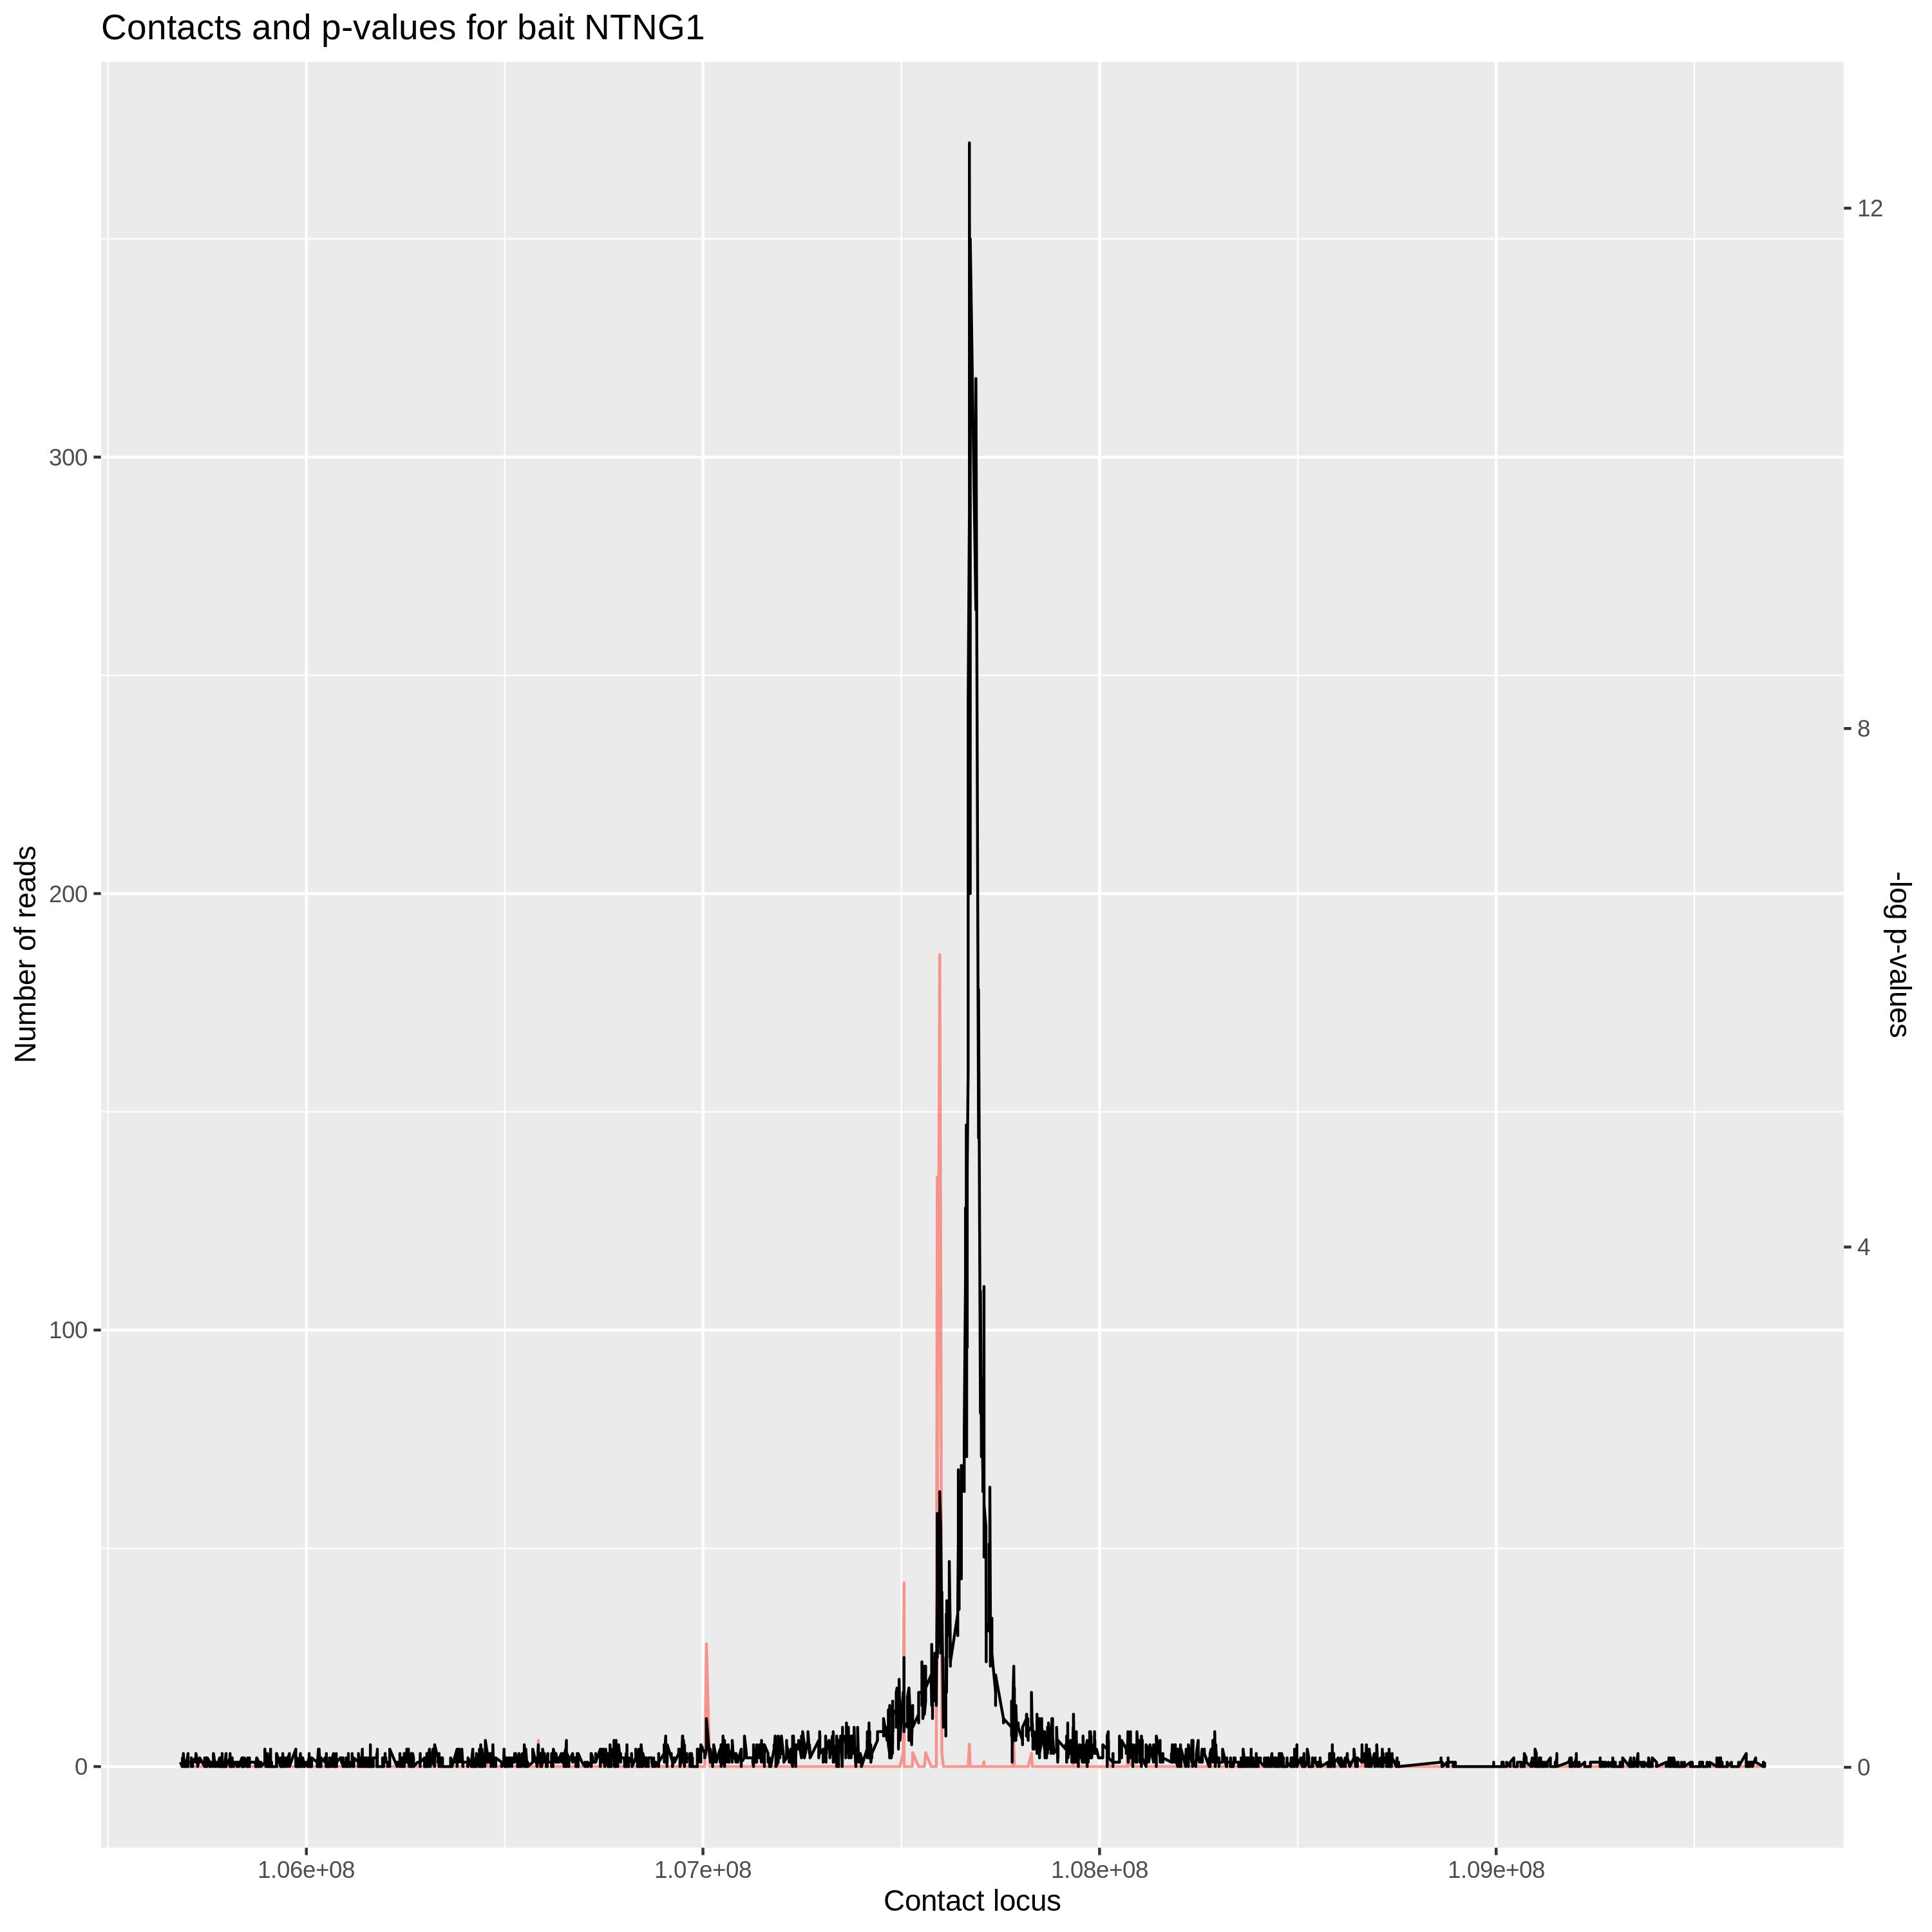 Contacts and p-values for bait NTNG1
Number of reads
300
200
100
0
12
8
4
0
-log p-values
1.06e+08
1.07e+08
1.08e+08
1.09e+08
Contact locus